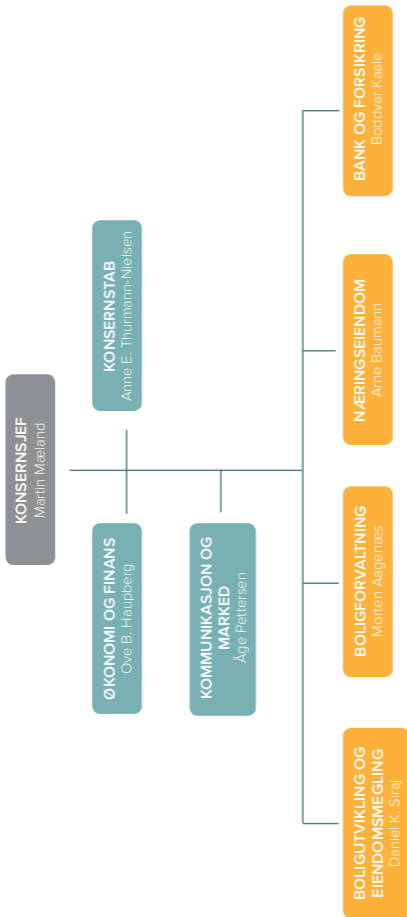 KONSERNSJEF
Martin Mæland
ØKONOMI OG FINANS
Ove B. Haupberg
KONSERNSTAB
Anne E. Thurmann-Nielsen
KOMMUNIKASJON OG
MARKED
Åge Pettersen
BOLIGUTVIKLING OG
EIENDOMSMEGLING
Daniel K. Siraj
BOLIGFORVALTNING
Morten Aagenæs
NÆRINGSEIENDOM
Arne Baumann
BANK OG FORSIKRING
Boddvar Kaale